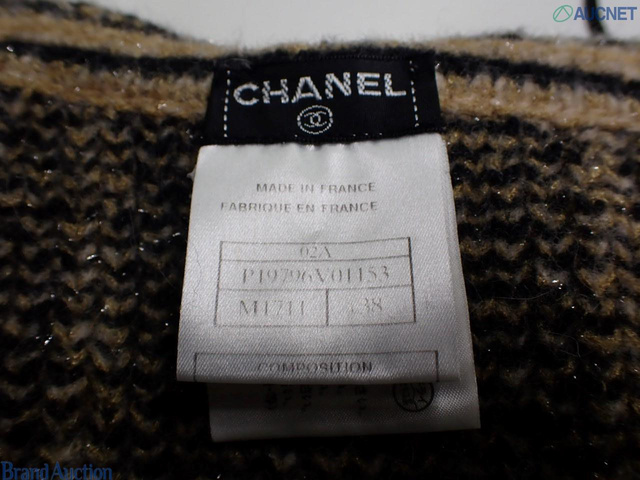 AUCNET
CHANEL
MADE IN FRANCE
FABRIQUE EN FRANCE
02A
P19796V01153
M1711 38
COMPOSITION
Brand Auction